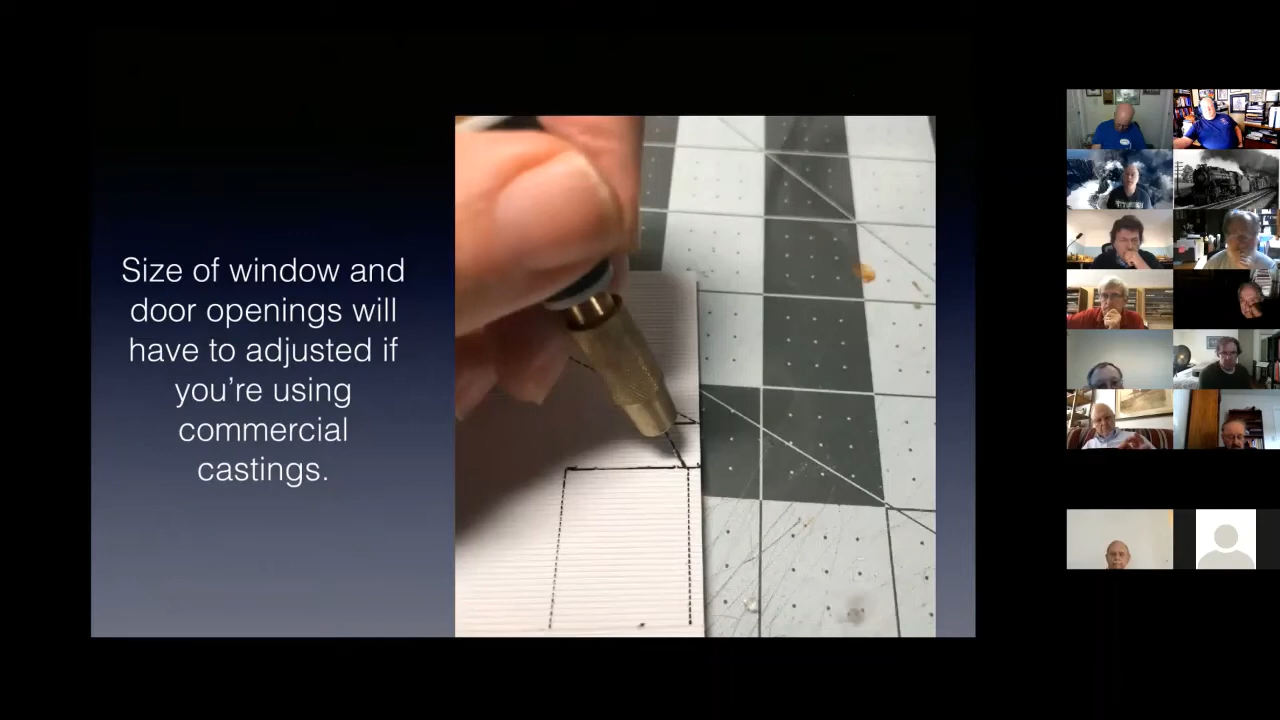 Size of window and
door openings will
have to adjusted if
you’re using
commercial
castings.